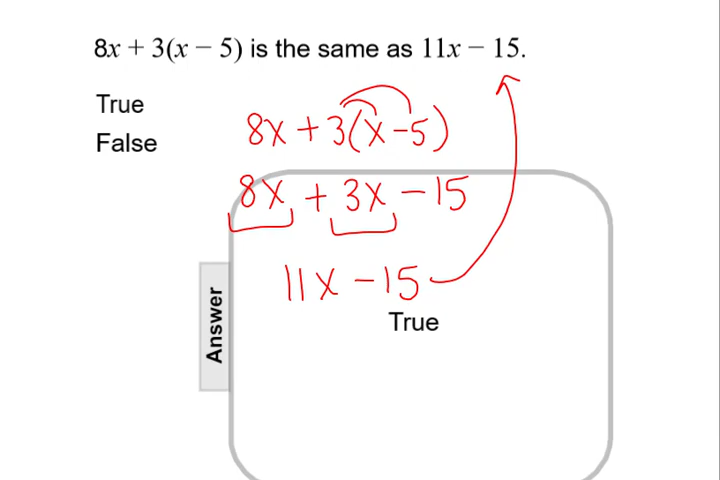 8x + 3(x − 5) is the same as 11x − 15.
True
False
8x + 3(x − 5)
8x + 3x − 15
11x − 15
True
Answer